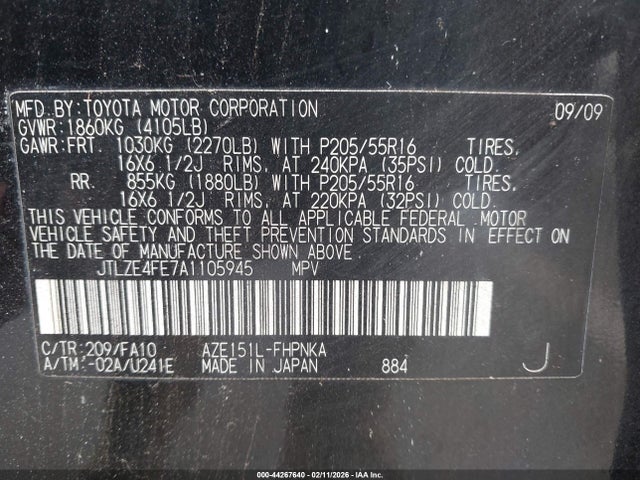 MFD.BY:TOYOTA MOTOR CORPORATION 09/09
GVWR:1860KG (4105LB)
GAWR:FRT. 1030KG (2270LB) WITH P205/55R16 TIRES,
16X6 1/2J RIMS, AT 240KPA (35PSI) COLD.
RR. 855KG (1880LB) WITH P205/55R16 TIRES,
16X6 1/2J RIMS, AT 220KPA (32PSI) COLD.
THIS VEHICLE CONFORMS TO ALL APPLICABLE FEDERAL MOTOR
VEHICLE SAFETY AND THEFT PREVENTION STANDARDS IN EFFECT ON
THE DATE OF MANUFACTURE SHOWN ABOVE.
JTLZE4FE7A1105945 MPV
C/TR:209/FA10 AZE151L-FHPNKA
A/TM:-02A/U241E MADE IN JAPAN 884 J
000-44267640 - 02/11/2026 - IAA Inc.